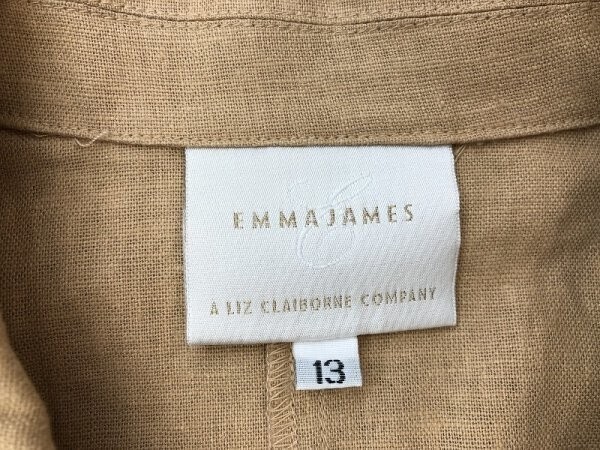 EMMAJAMES
A LIZ CLAIBORNE COMPANY
13